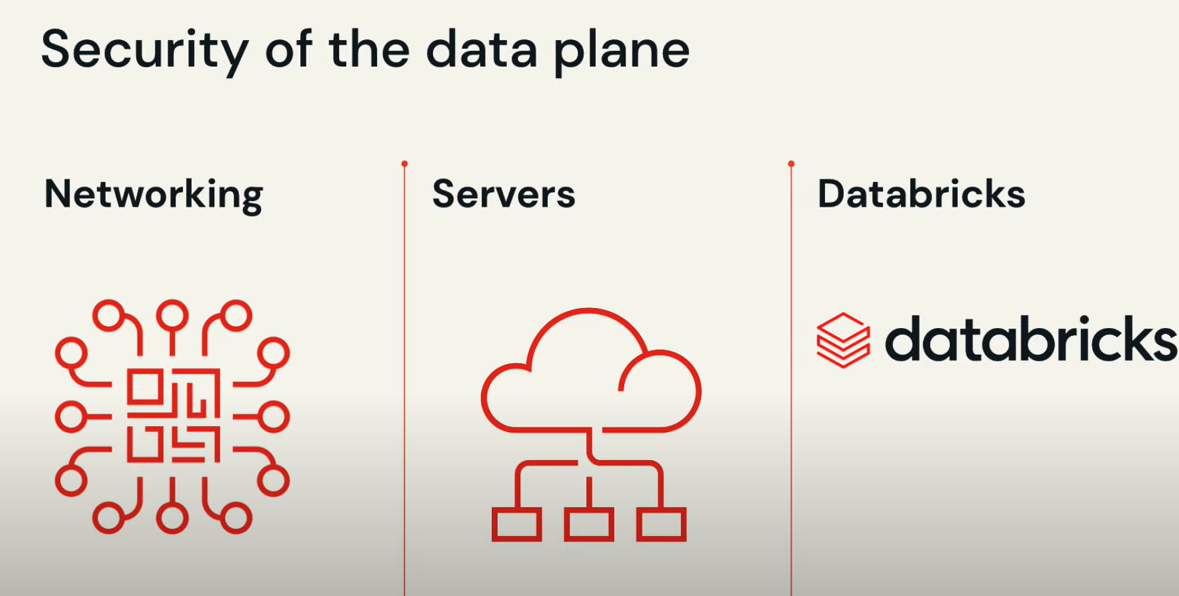 Security of the data plane
Networking
Servers
Databricks
databricks